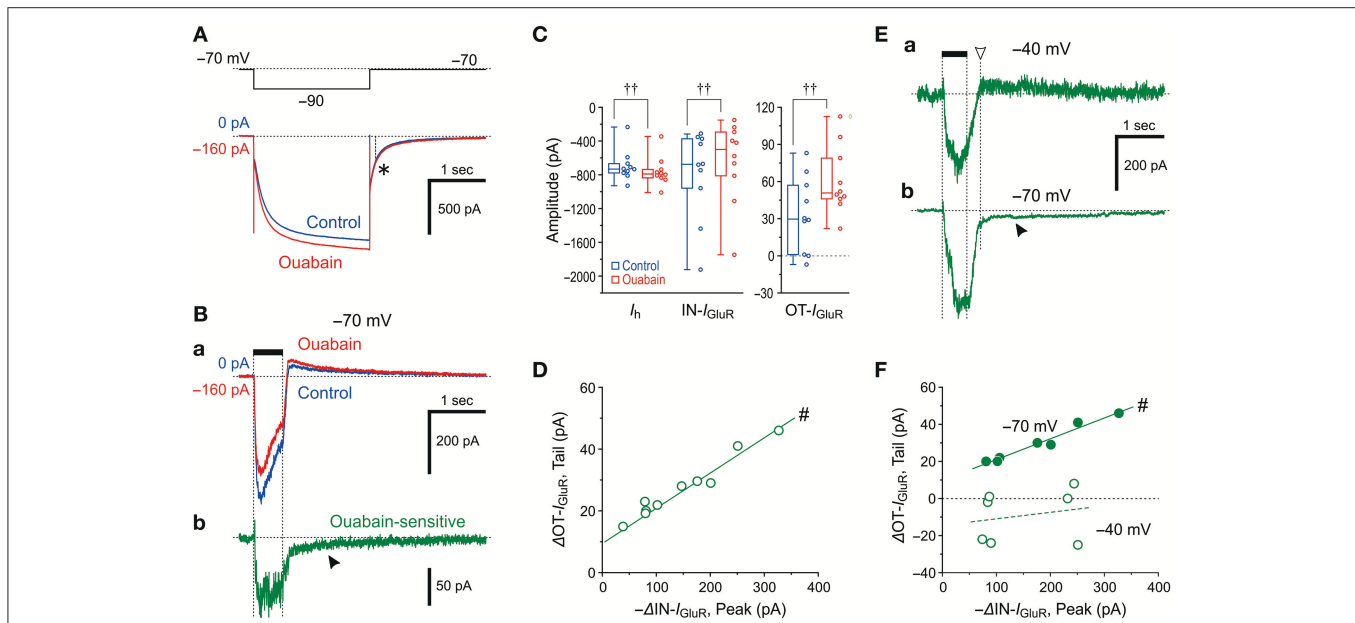 A
−70 mV
−70
−90
0 pA
−160 pA
*
1 sec
500 pA
Control
Ouabain
B
−70 mV
a
Ouabain
0 pA
−160 pA
Control
1 sec
200 pA
b
Ouabain-sensitive
50 pA
C
††
††
††
Amplitude (pA)
0
−400
−800
−1200
−1600
−2000
120
90
60
30
0
−30
Control
Ouabain
Ih
IN-IGluR
OT-IGluR
D
ΔOT-IGluR, Tail (pA)
60
40
20
0
#
0
100
200
300
400
−ΔIN-IGluR, Peak (pA)
E
a
−40 mV
1 sec
200 pA
b
−70 mV
F
ΔOT-IGluR, Tail (pA)
60
40
20
0
−20
−40
−70 mV
#
−40 mV
0
100
200
300
400
−ΔIN-IGluR, Peak (pA)